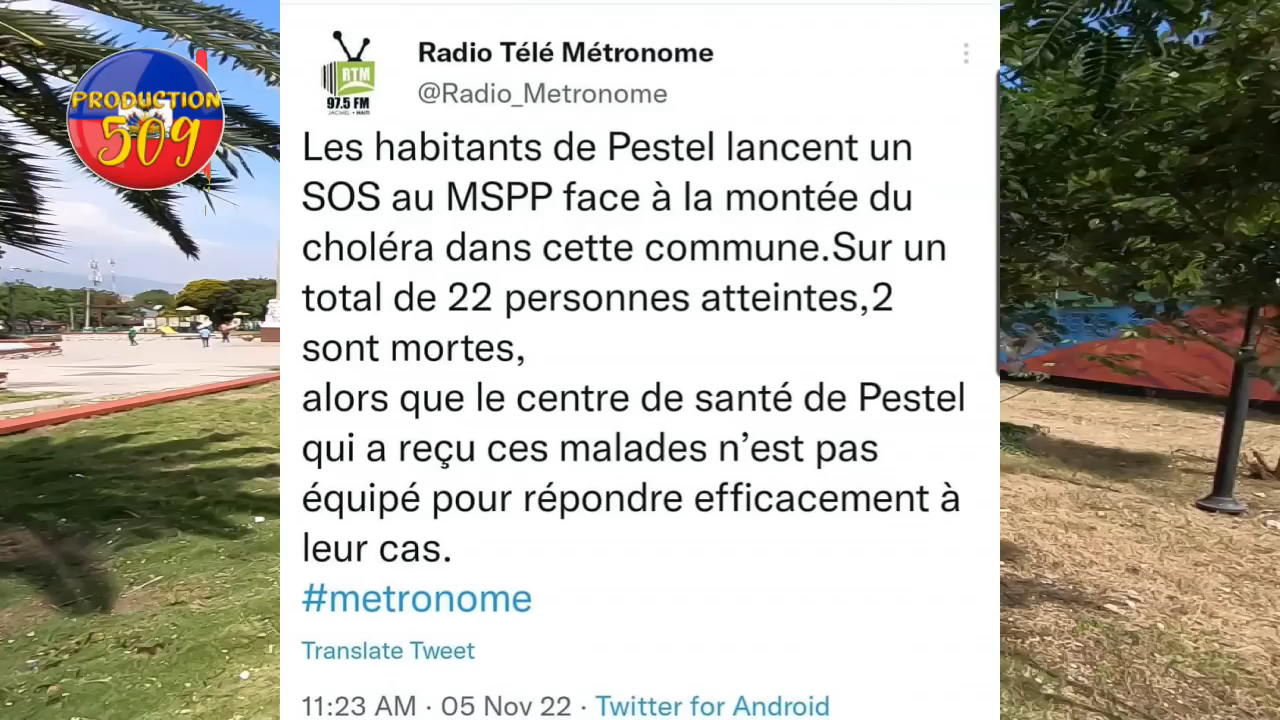 PRODUCTION
509
RTM
97.5 FM
JACMEL • HAITI
Radio Télé Métronome
@Radio_Metronome
Les habitants de Pestel lancent un
SOS au MSPP face à la montée du
choléra dans cette commune.Sur un
total de 22 personnes atteintes,2
sont mortes,
alors que le centre de santé de Pestel
qui a reçu ces malades n’est pas
équipé pour répondre efficacement à
leur cas.
#metronome
Translate Tweet
11:23 AM · 05 Nov 22 · Twitter for Android